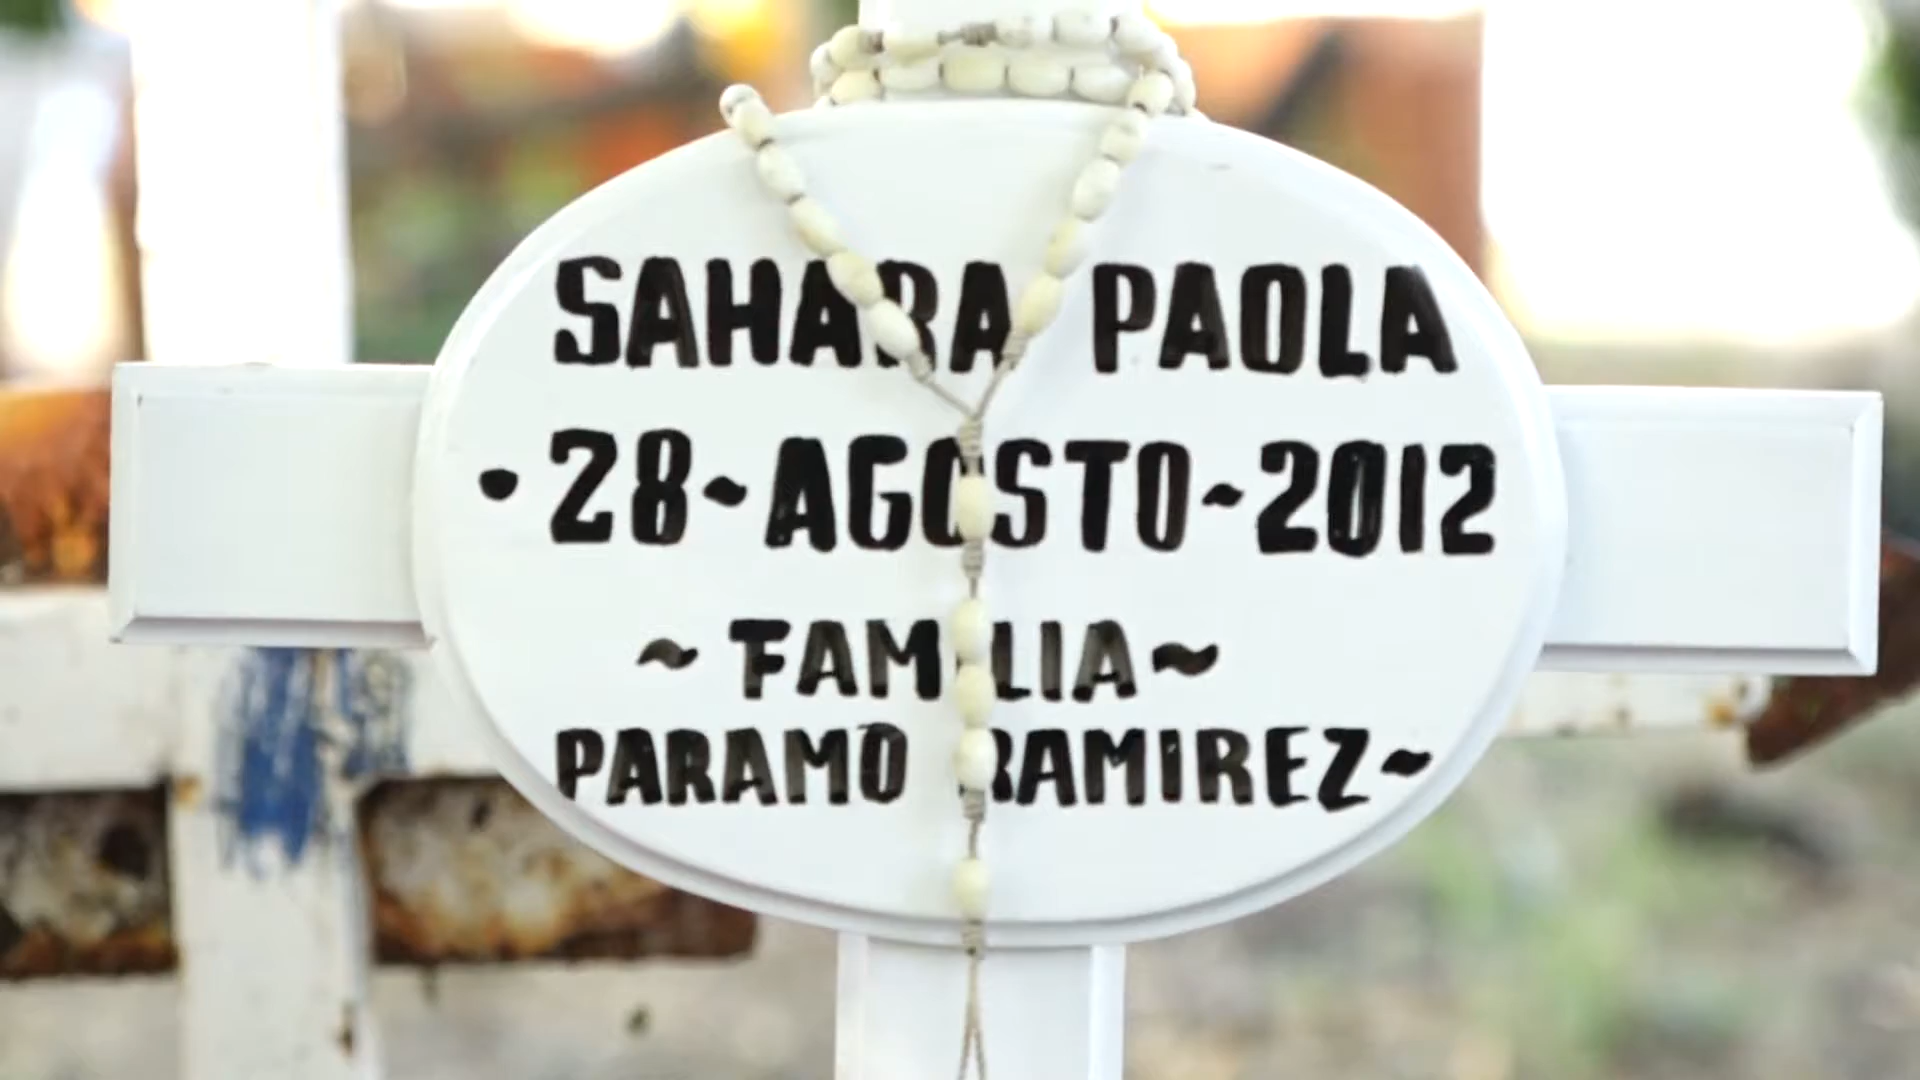 SAHARA PAOLA
•28~AGOSTO~2012
~FAMILIA~
PARAMO RAMIREZ~